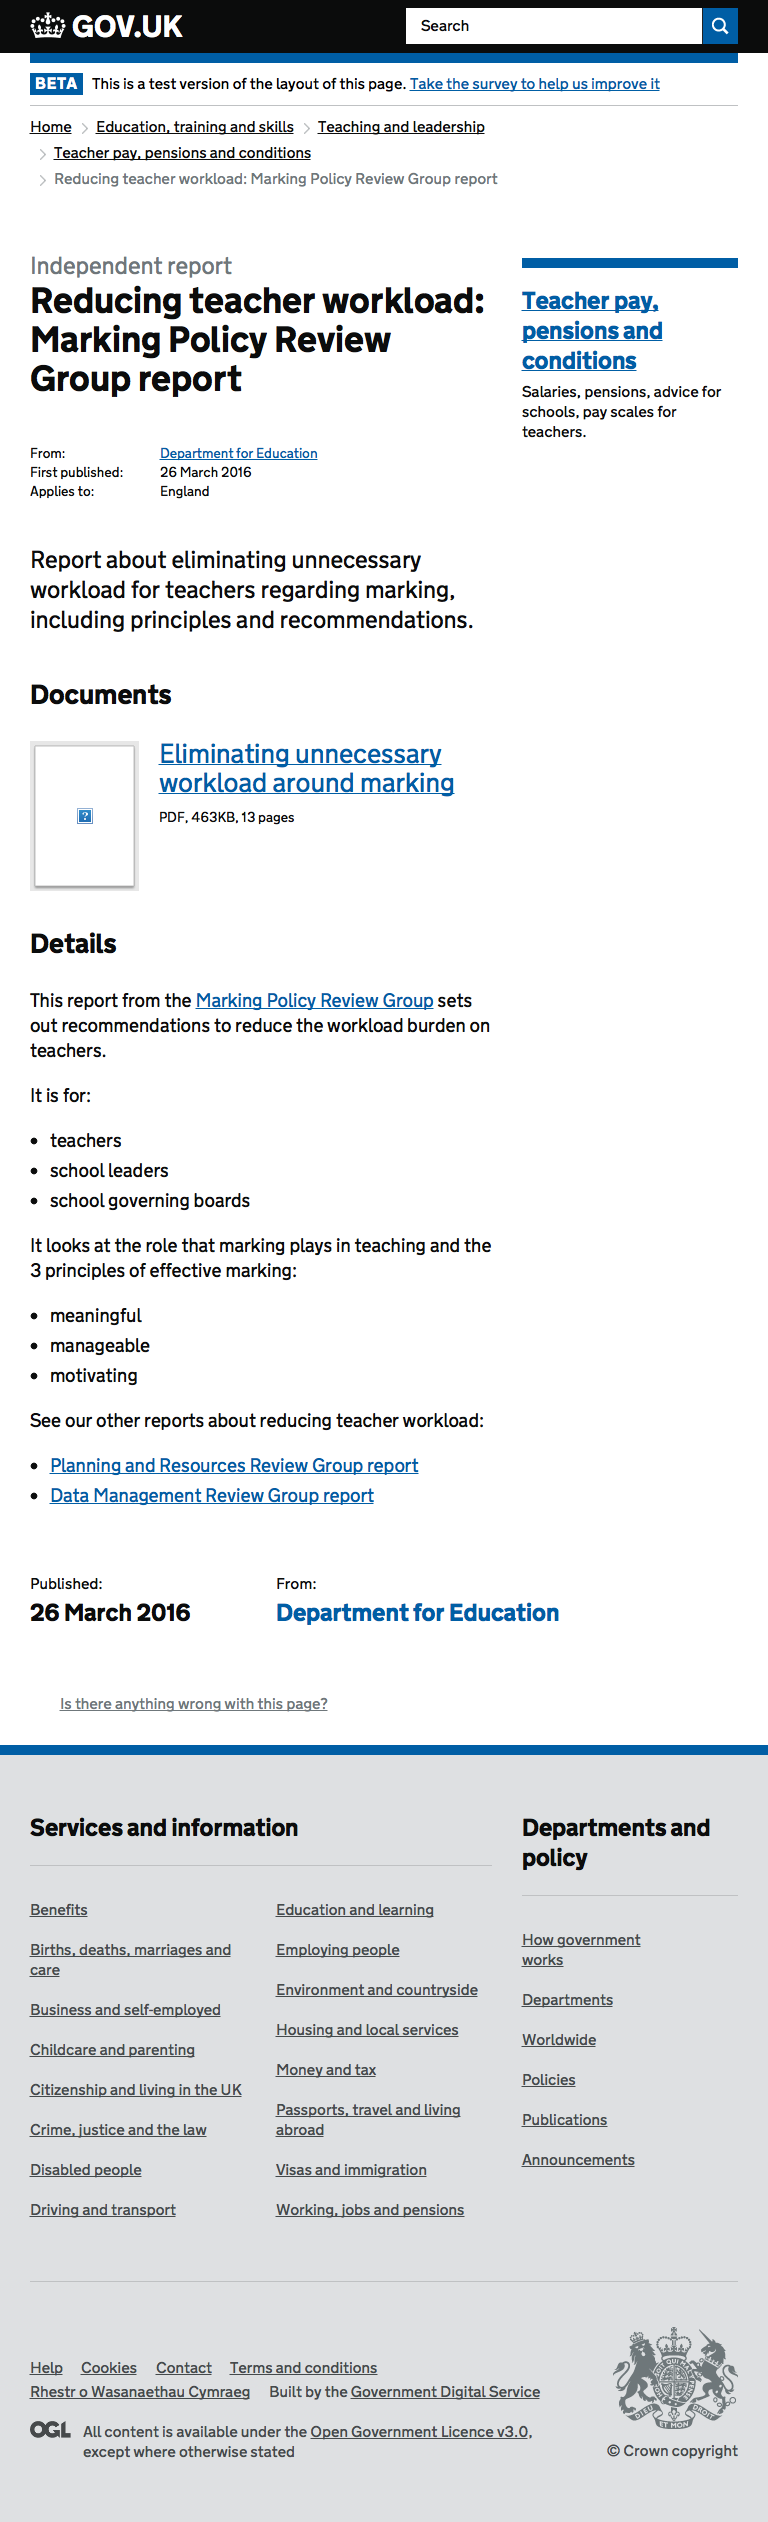 GOV.UK
Search
BETA This is a test version of the layout of this page. Take the survey to help us improve it
Home Education, training and skills Teaching and leadership
Teacher pay, pensions and conditions
Reducing teacher workload: Marking Policy Review Group report
Independent report
Reducing teacher workload:
Marking Policy Review
Group report
Teacher pay,
pensions and
conditions
Salaries, pensions, advice for
schools, pay scales for
teachers.
From: Department for Education
First published: 26 March 2016
Applies to: England
Report about eliminating unnecessary
workload for teachers regarding marking,
including principles and recommendations.
Documents
Eliminating unnecessary
workload around marking
PDF, 463KB, 13 pages
Details
This report from the Marking Policy Review Group sets
out recommendations to reduce the workload burden on
teachers.
It is for:
• teachers
• school leaders
• school governing boards
It looks at the role that marking plays in teaching and the
3 principles of effective marking:
• meaningful
• manageable
• motivating
See our other reports about reducing teacher workload:
• Planning and Resources Review Group report
• Data Management Review Group report
Published:
26 March 2016
From:
Department for Education
Is there anything wrong with this page?
Services and information
Benefits
Births, deaths, marriages and
care
Business and self-employed
Childcare and parenting
Citizenship and living in the UK
Crime, justice and the law
Disabled people
Driving and transport
Education and learning
Employing people
Environment and countryside
Housing and local services
Money and tax
Passports, travel and living
abroad
Visas and immigration
Working, jobs and pensions
Departments and
policy
How government
works
Departments
Worldwide
Policies
Publications
Announcements
Help Cookies Contact Terms and conditions
Rhestr o Wasanaethau Cymraeg Built by the Government Digital Service
OGL All content is available under the Open Government Licence v3.0,
except where otherwise stated
DIEU ET MON DROIT
© Crown copyright